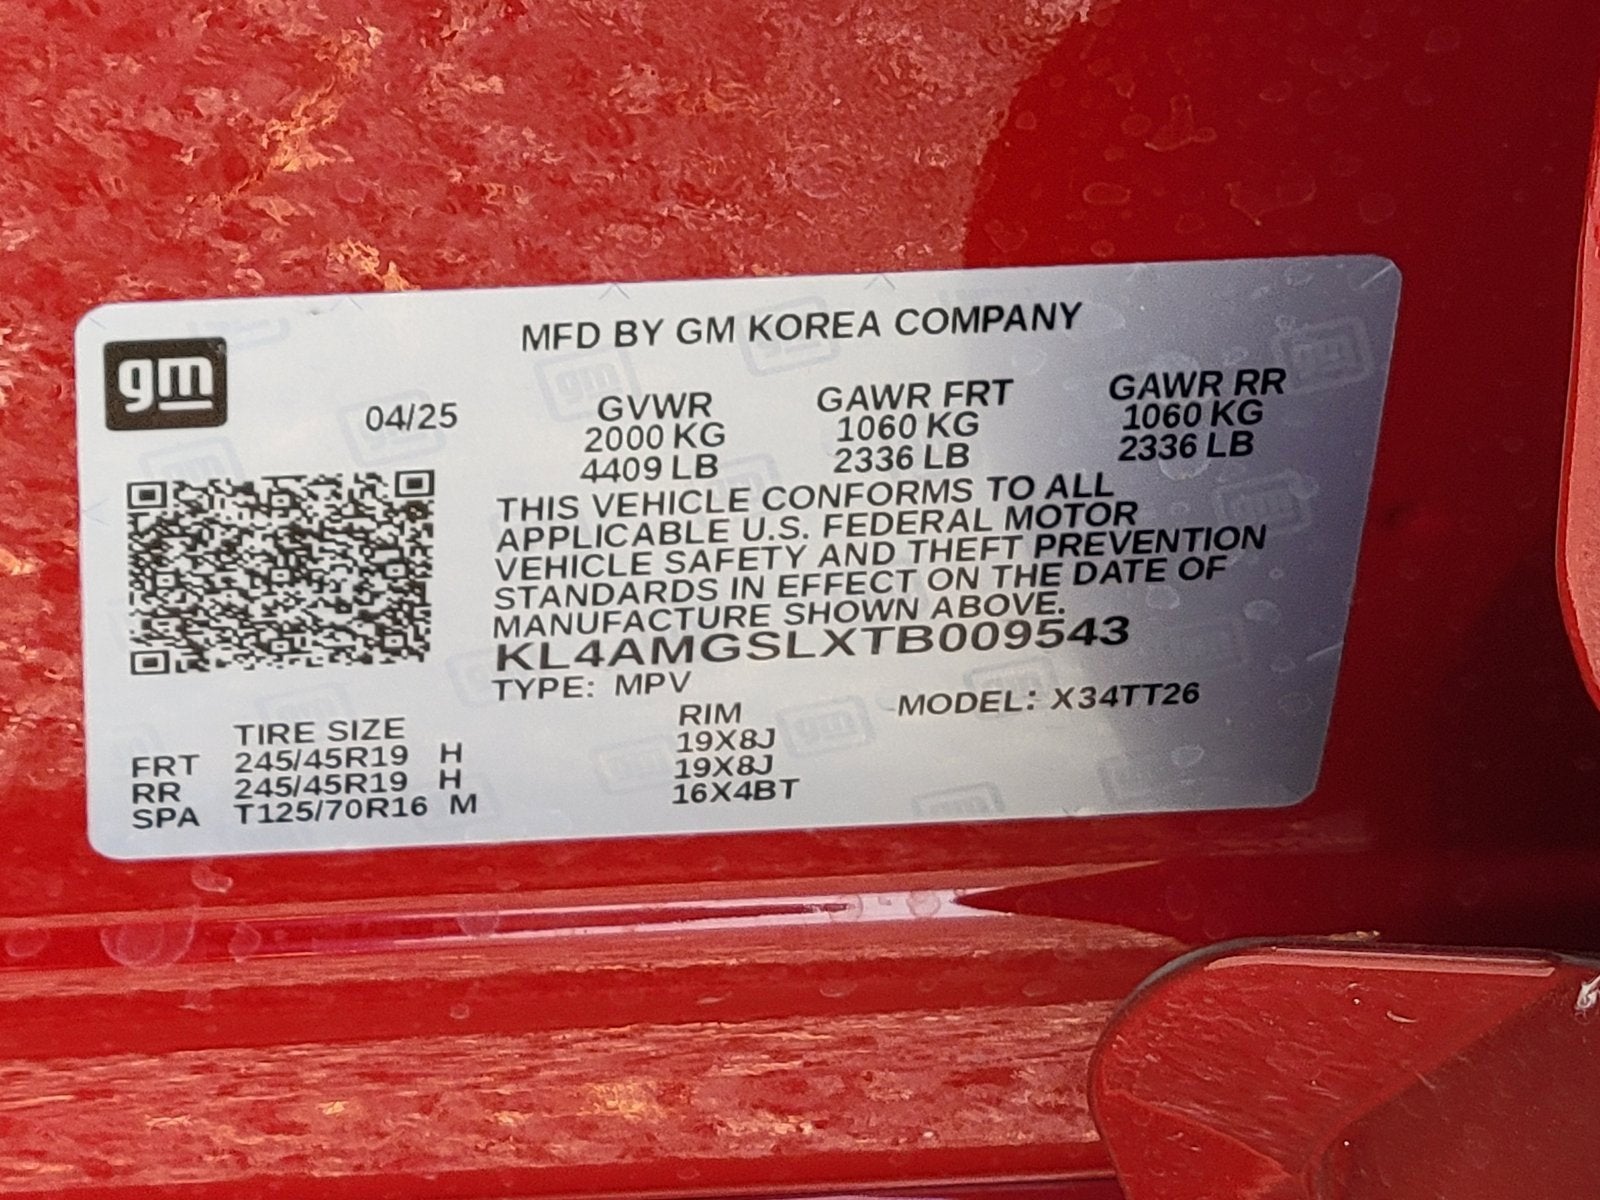 gm
MFD BY GM KOREA COMPANY
04/25
GVWR GAWR FRT GAWR RR
2000 KG 1060 KG 1060 KG
4409 LB 2336 LB 2336 LB
THIS VEHICLE CONFORMS TO ALL
APPLICABLE U.S. FEDERAL MOTOR
VEHICLE SAFETY AND THEFT PREVENTION
STANDARDS IN EFFECT ON THE DATE OF
MANUFACTURE SHOWN ABOVE.
KL4AMGSLXTB009543
TYPE: MPV MODEL: X34TT26
TIRE SIZE RIM
FRT 245/45R19 H 19X8J
RR 245/45R19 H 19X8J
SPA T125/70R16 M 16X4BT